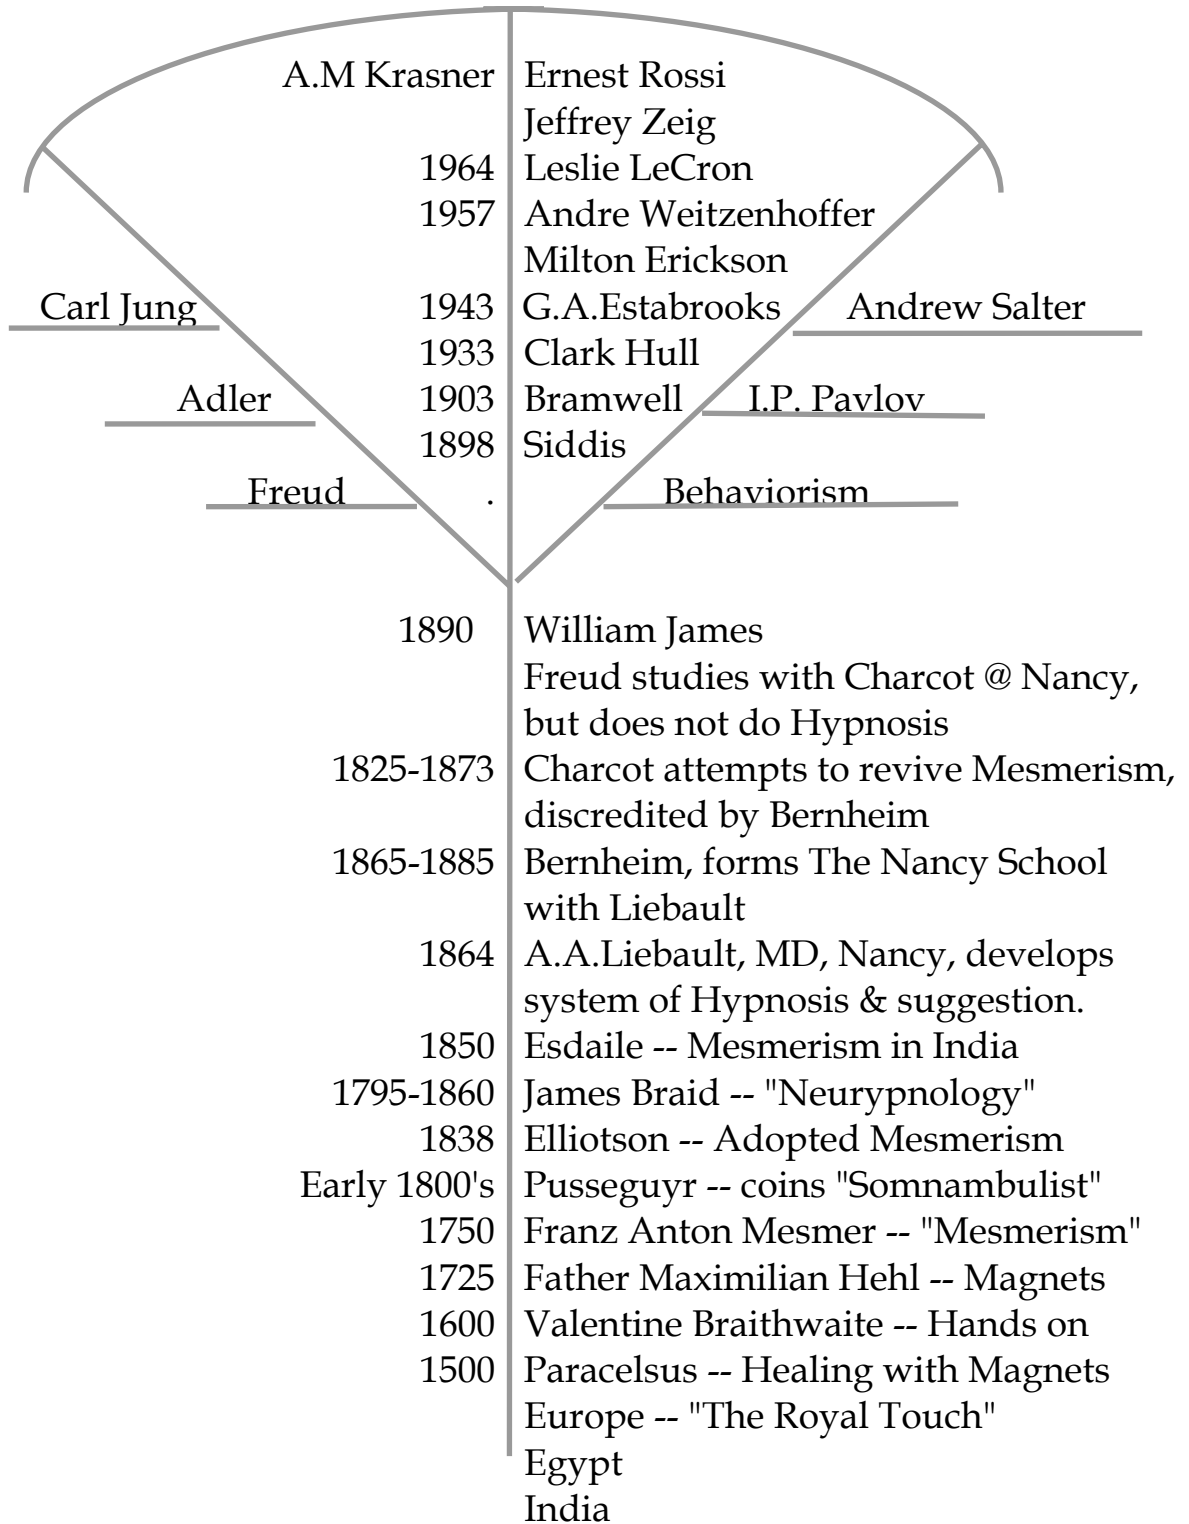 A.M Krasner Ernest Rossi
Jeffrey Zeig
1964 Leslie LeCron
1957 Andre Weitzenhoffer
Milton Erickson
Carl Jung 1943 G.A.Estabrooks Andrew Salter
1933 Clark Hull
Adler 1903 Bramwell I.P. Pavlov
1898 Siddis
Freud . Behaviorism
1890 William James
Freud studies with Charcot @ Nancy,
but does not do Hypnosis
1825-1873 Charcot attempts to revive Mesmerism,
discredited by Bernheim
1865-1885 Bernheim, forms The Nancy School
with Liebault
1864 A.A.Liebault, MD, Nancy, develops
system of Hypnosis & suggestion.
1850 Esdaile -- Mesmerism in India
1795-1860 James Braid -- "Neurypnology"
1838 Elliotson -- Adopted Mesmerism
Early 1800's Pusseguyr -- coins "Somnambulist"
1750 Franz Anton Mesmer -- "Mesmerism"
1725 Father Maximilian Hehl -- Magnets
1600 Valentine Braithwaite -- Hands on
1500 Paracelsus -- Healing with Magnets
Europe -- "The Royal Touch"
Egypt
India